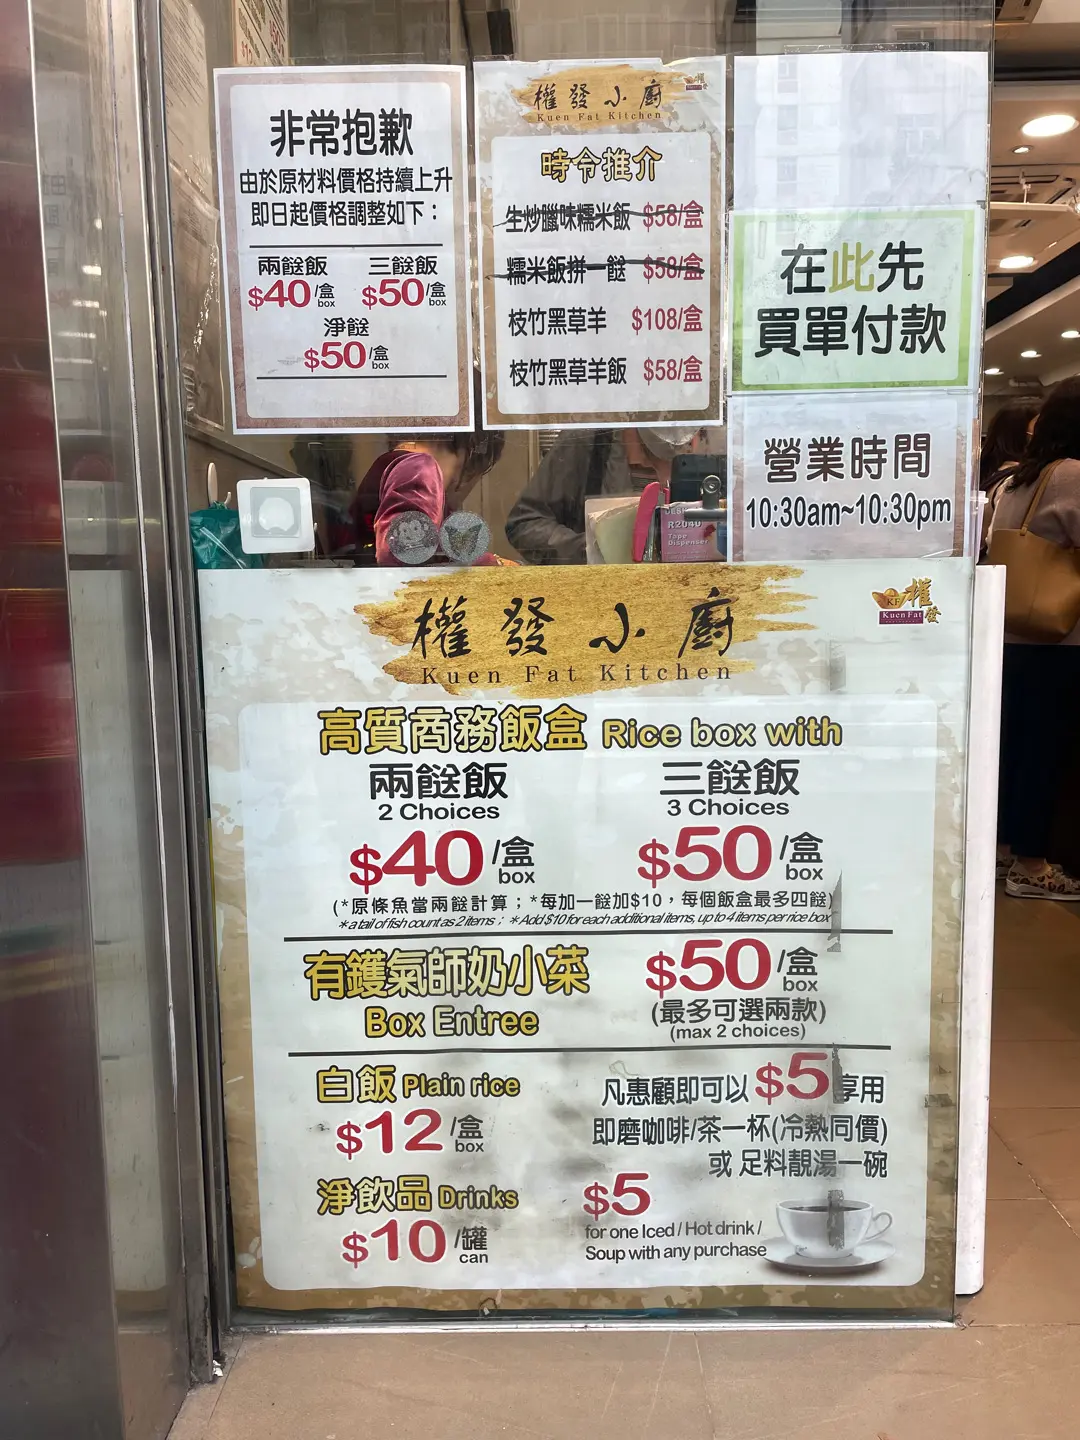 非常抱歉
由於原材料價格持續上升
即日起價格調整如下：
兩餸飯 三餸飯
$40/盒 box $50/盒 box
淨餸
$50/盒 box
權發小廚
Kuen Fat Kitchen
時令推介
生炒臘味糯米飯 $58/盒
糯米飯拼一餸 $58/盒
枝竹黑草羊 $108/盒
枝竹黑草羊飯 $58/盒
在此先
買單付款
營業時間
10:30am~10:30pm
R2040
Tape
Dispenser
權發小廚
Kuen Fat Kitchen
KF 權發
Kuen Fat
高質商務飯盒 Rice box with
兩餸飯 三餸飯
2 Choices 3 Choices
$40/盒 box $50/盒 box
(*原條魚當兩餸計算；*每加一餸加$10，每個飯盒最多四餸)
*a tail of fish count as 2 items； *Add $10 for each additional items, up to 4 items per rice box
有鑊氣師奶小菜 $50/盒 box
Box Entree (最多可選兩款)
(max 2 choices)
白飯 Plain rice
$12/盒 box
淨飲品 Drinks
$10/罐 can
凡惠顧即可以$5享用
即磨咖啡/茶一杯(冷熱同價)
或 足料靚湯一碗
$5
for one Iced / Hot drink /
Soup with any purchase